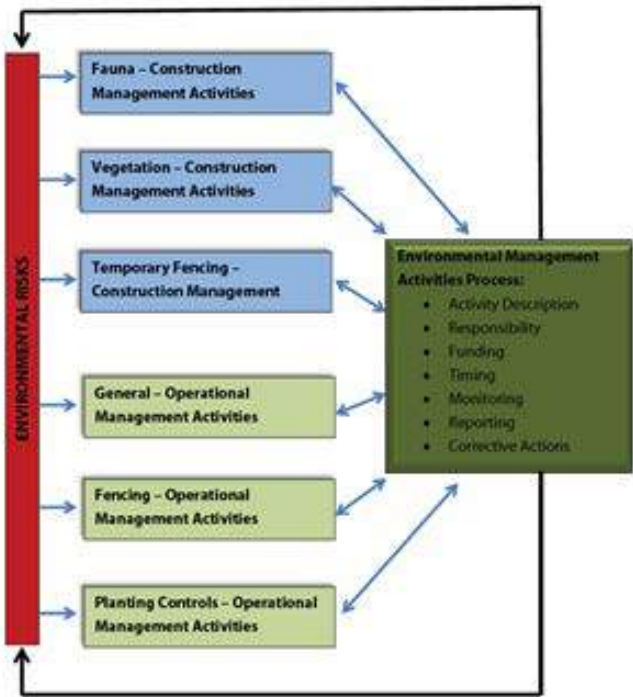 ENVIRONMENTAL RISKS
Fauna – Construction
Management Activities
Vegetation – Construction
Management Activities
Temporary Fencing –
Construction Management
General – Operational
Management Activities
Fencing – Operational
Management Activities
Planting Controls – Operational
Management Activities
Environmental Management
Activities Process:
• Activity Description
• Responsibility
• Funding
• Timing
• Monitoring
• Reporting
• Corrective Actions